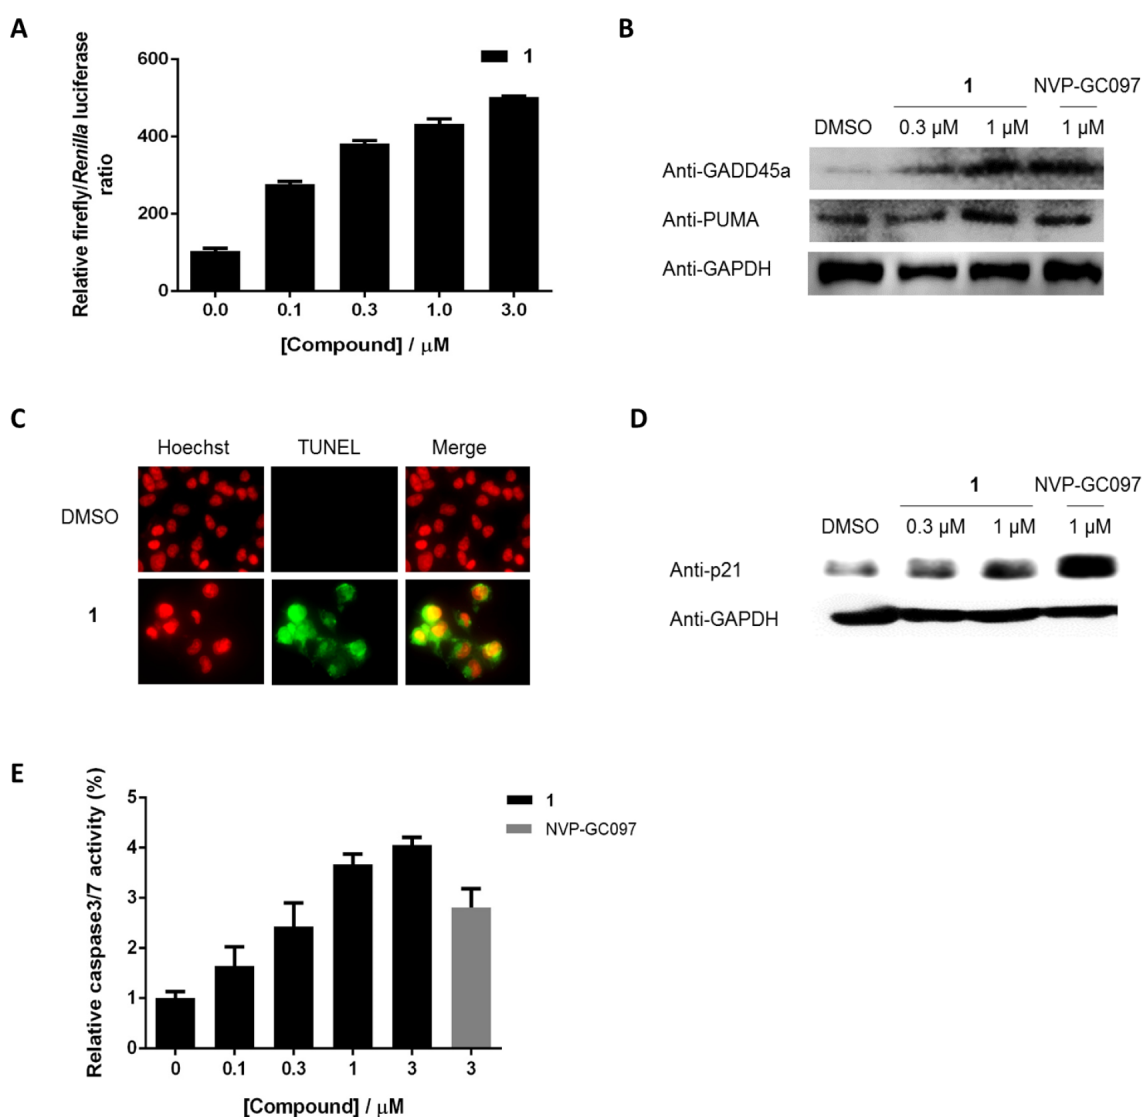 A
Relative firefly/Renilla luciferase
ratio
600
400
200
0
1
0.0 0.1 0.3 1.0 3.0
[Compound] / μM
B
1 NVP-GC097
DMSO 0.3 μM 1 μM 1 μM
Anti-GADD45a
Anti-PUMA
Anti-GAPDH
C
Hoechst TUNEL Merge
DMSO
1
D
1 NVP-GC097
DMSO 0.3 μM 1 μM 1 μM
Anti-p21
Anti-GAPDH
E
Relative caspase3/7 activity (%)
5
4
3
2
1
0
1
NVP-GC097
0 0.1 0.3 1 3 3
[Compound] / μM